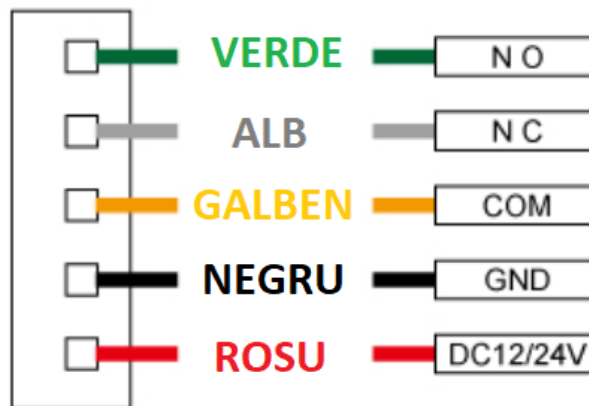 VERDE N O
ALB N C
GALBEN COM
NEGRU GND
ROSU DC12/24V